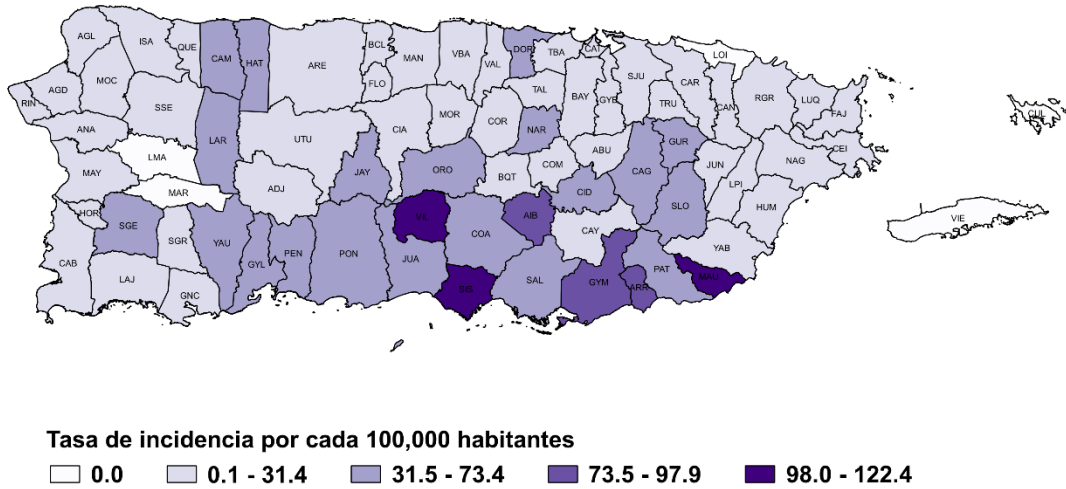 AGL
ISA
QUE
CAM
HAT
ARE
BCL
MAN
VBA
VAL
DOR
TBA
CAT
LOI
MOC
FLO
SJU
CAR
AGD
RIN
SSE
TAL
BAY
GYB
TRU
CAN
RGR
LUQ
FAJ
CUL
ANA
UTU
CIA
MOR
COR
NAR
LAR
ABU
GUR
CEI
LMA
MAY
ORO
BQT
COM
CAG
JUN
NAG
JAY
ADJ
MAR
CID
LPI
SLO
HUM
HOR
VIL
AIB
VIE
SGE
SGR
YAU
COA
CAY
YAB
CAB
GYL
PEN
PON
JUA
PAT
MAU
LAJ
GNC
SIS
SAL
GYM
ARR
Tasa de incidencia por cada 100,000 habitantes
0.0 0.1 - 31.4 31.5 - 73.4 73.5 - 97.9 98.0 - 122.4